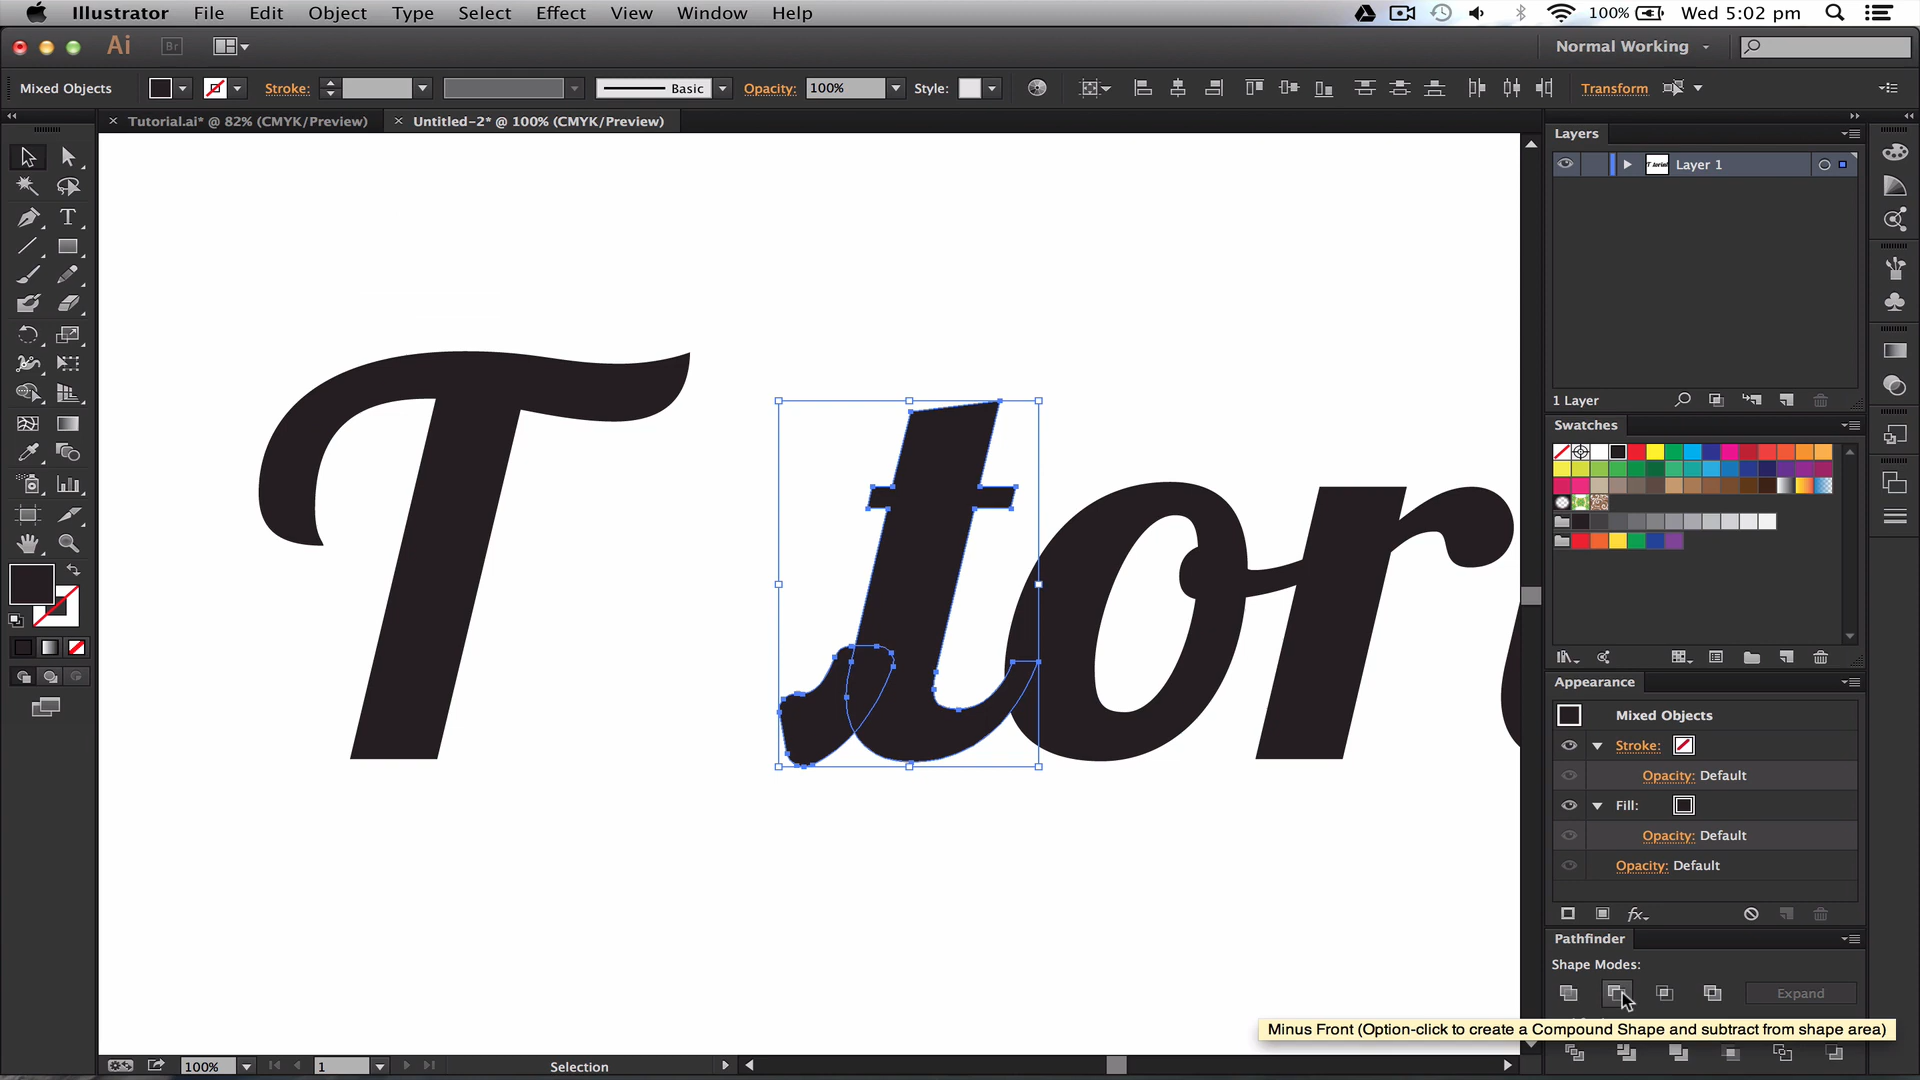 Illustrator File Edit Object Type Select Effect View Window Help 100% Wed 5:02 pm
Ai Br Normal Working
Mixed Objects Stroke: Basic Opacity: 100% Style: Transform
× Tutorial.ai* @ 82% (CMYK/Preview) × Untitled-2* @ 100% (CMYK/Preview)
Layers
Layer 1
1 Layer
Swatches
T tor
Appearance
Mixed Objects
Stroke:
Opacity: Default
Fill:
Opacity: Default
Opacity: Default
fx
Pathfinder
Shape Modes:
Expand
Minus Front (Option-click to create a Compound Shape and subtract from shape area)
100% 1 Selection